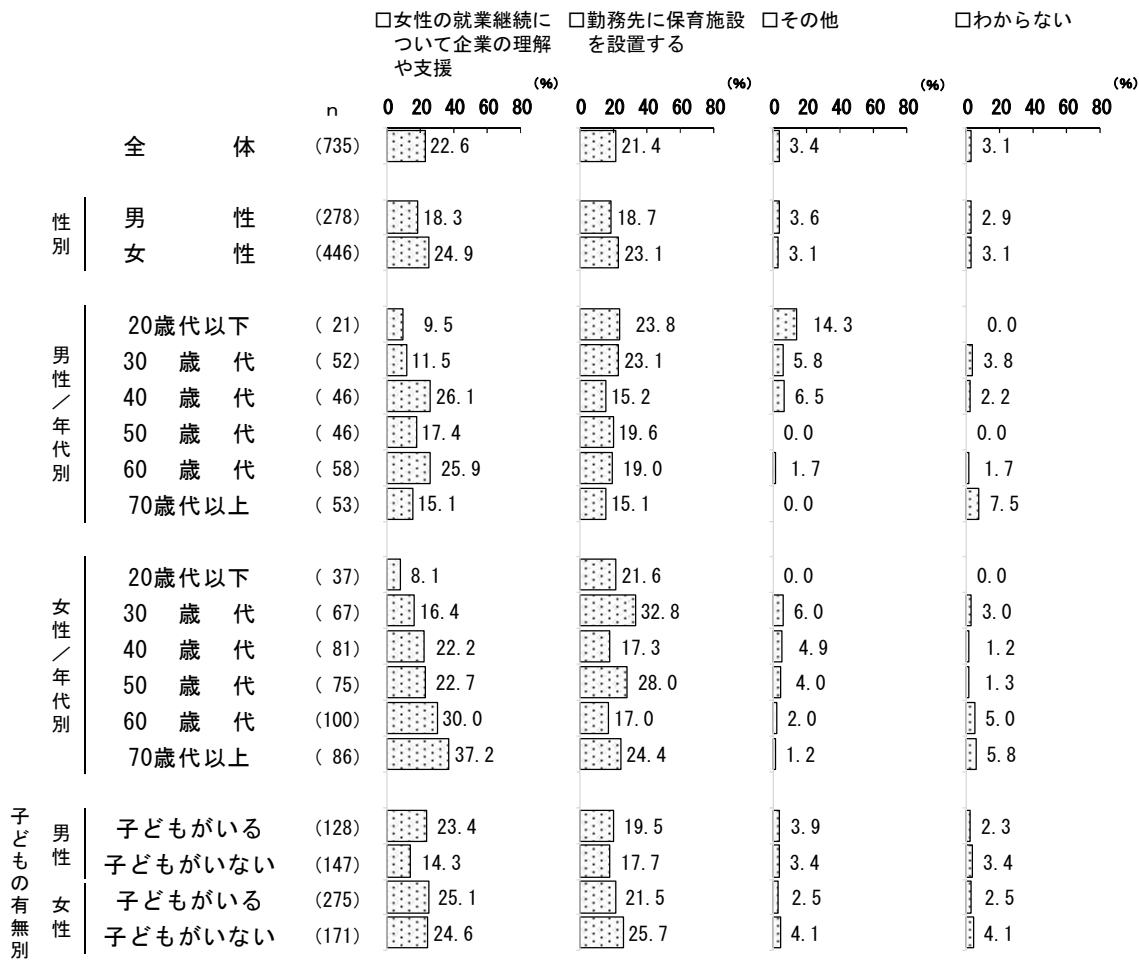 □女性の就業継続に
ついて企業の理解
や支援
□勤務先に保育施設
を設置する
□その他
□わからない
(%) (%) (%) (%)
n 0 20 40 60 80 0 20 40 60 80 0 20 40 60 80 0 20 40 60 80
全体 (735) 22.6 21.4 3.4 3.1
性別
男性 (278) 18.3 18.7 3.6 2.9
女性 (446) 24.9 23.1 3.1 3.1
男性／年代別
20歳代以下 ( 21) 9.5 23.8 14.3 0.0
30歳代 ( 52) 11.5 23.1 5.8 3.8
40歳代 ( 46) 26.1 15.2 6.5 2.2
50歳代 ( 46) 17.4 19.6 0.0 0.0
60歳代 ( 58) 25.9 19.0 1.7 1.7
70歳代以上 ( 53) 15.1 15.1 0.0 7.5
女性／年代別
20歳代以下 ( 37) 8.1 21.6 0.0 0.0
30歳代 ( 67) 16.4 32.8 6.0 3.0
40歳代 ( 81) 22.2 17.3 4.9 1.2
50歳代 ( 75) 22.7 28.0 4.0 1.3
60歳代 (100) 30.0 17.0 2.0 5.0
70歳代以上 ( 86) 37.2 24.4 1.2 5.8
子どもの有無別
男性
子どもがいる (128) 23.4 19.5 3.9 2.3
子どもがいない (147) 14.3 17.7 3.4 3.4
女性
子どもがいる (275) 25.1 21.5 2.5 2.5
子どもがいない (171) 24.6 25.7 4.1 4.1